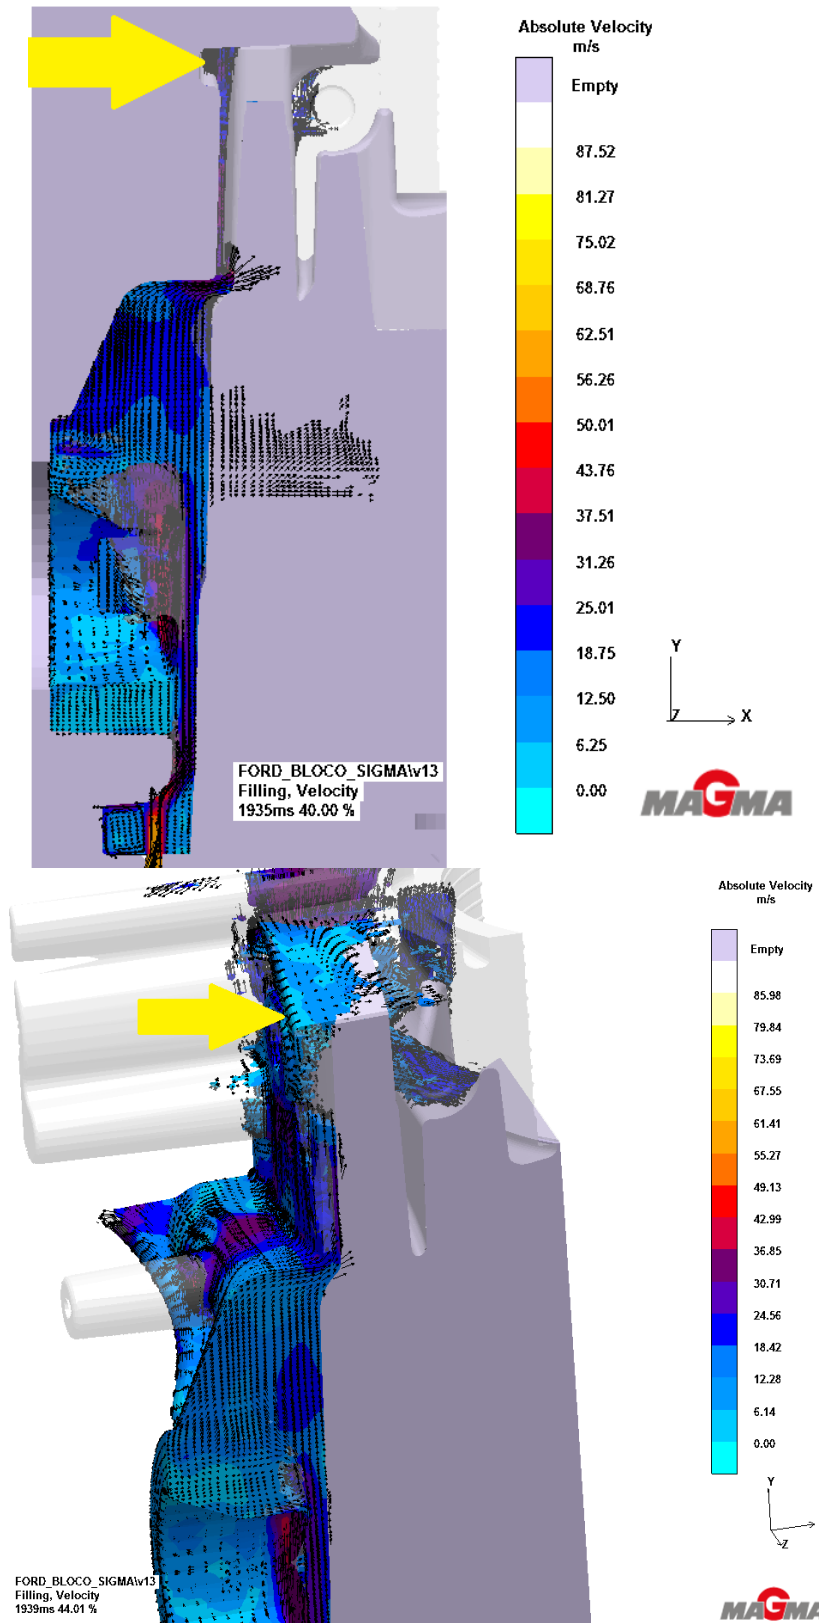 Absolute Velocity
m/s
Empty
87.52
81.27
75.02
68.76
62.51
56.26
50.01
43.76
37.51
31.26
25.01
18.75
12.50
6.25
0.00
Y
Z X
MAGMA
FORD_BLOCO_SIGMA\v13
Filling, Velocity
1935ms 40.00 %
Absolute Velocity
m/s
Empty
85.98
79.84
73.69
67.55
61.41
55.27
49.13
42.99
36.85
30.71
24.56
18.42
12.28
6.14
0.00
Y
Z
FORD_BLOCO_SIGMA\v13
Filling, Velocity
1939ms 44.01 %
MAGMA